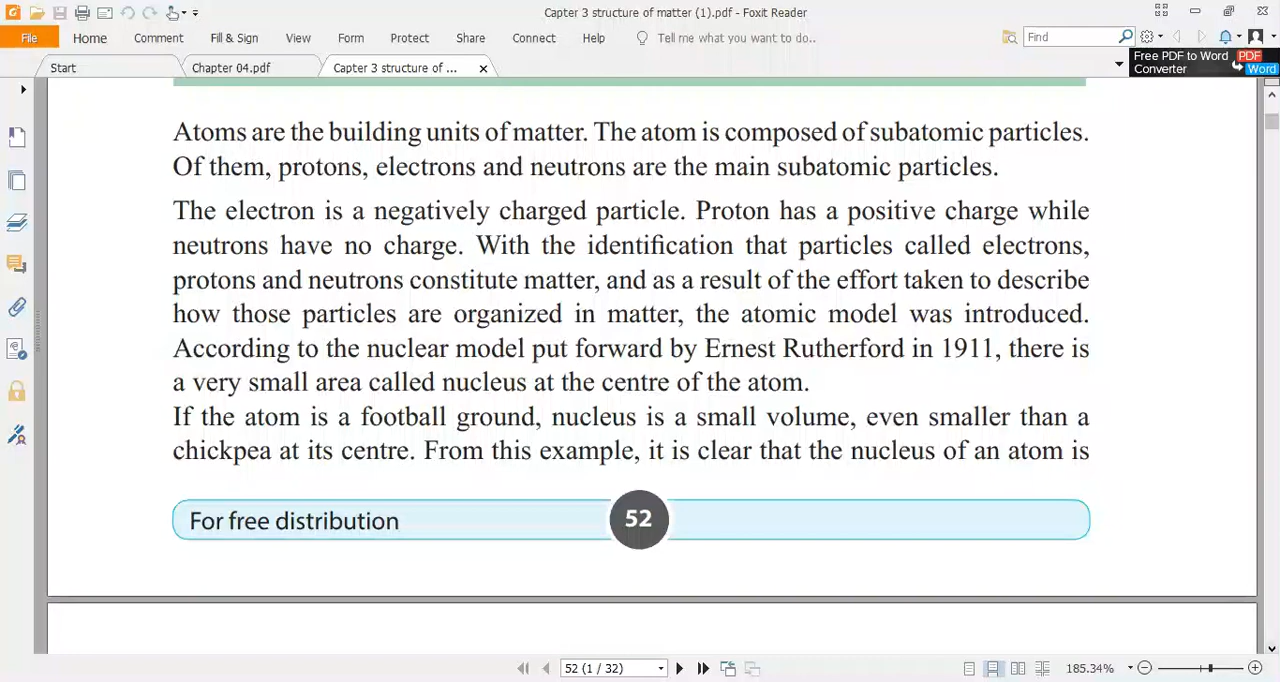 Capter 3 structure of matter (1).pdf - Foxit Reader
File Home Comment Fill & Sign View Form Protect Share Connect Help Tell me what you want to do.. Find
Start Chapter 04.pdf Capter 3 structure of ... Free PDF to Word PDF
Converter Word
Atoms are the building units of matter. The atom is composed of subatomic particles.
Of them, protons, electrons and neutrons are the main subatomic particles.
The electron is a negatively charged particle. Proton has a positive charge while
neutrons have no charge. With the identification that particles called electrons,
protons and neutrons constitute matter, and as a result of the effort taken to describe
how those particles are organized in matter, the atomic model was introduced.
According to the nuclear model put forward by Ernest Rutherford in 1911, there is
a very small area called nucleus at the centre of the atom.
If the atom is a football ground, nucleus is a small volume, even smaller than a
chickpea at its centre. From this example, it is clear that the nucleus of an atom is
For free distribution 52
52 (1 / 32) 185.34%